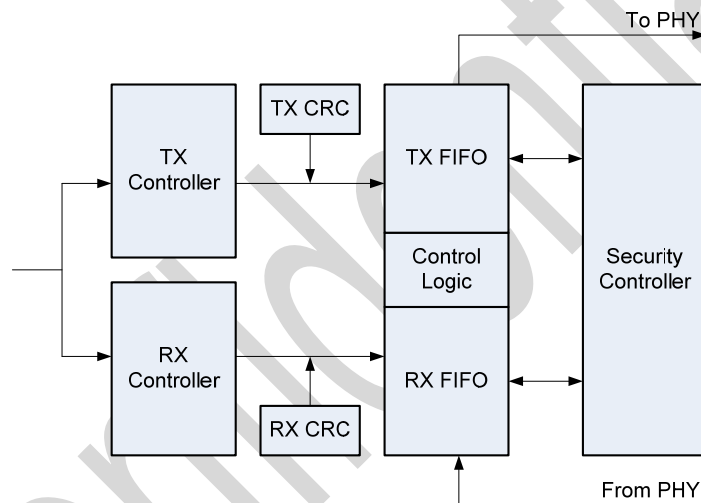 To PHY
TX CRC
TX
Controller
TX FIFO
Control
Logic
Security
Controller
RX
Controller
RX FIFO
RX CRC
From PHY